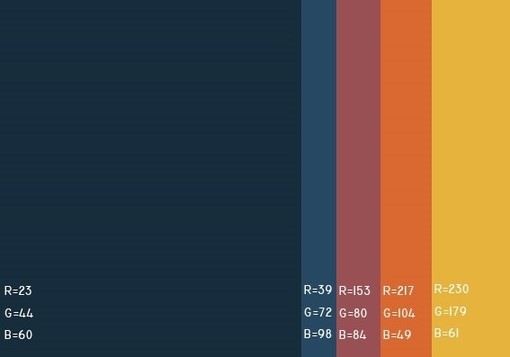 R=23
G=44
B=60
R=39
G=72
B=98
R=153
G=80
B=84
R=217
G=104
B=49
R=230
G=179
B=61